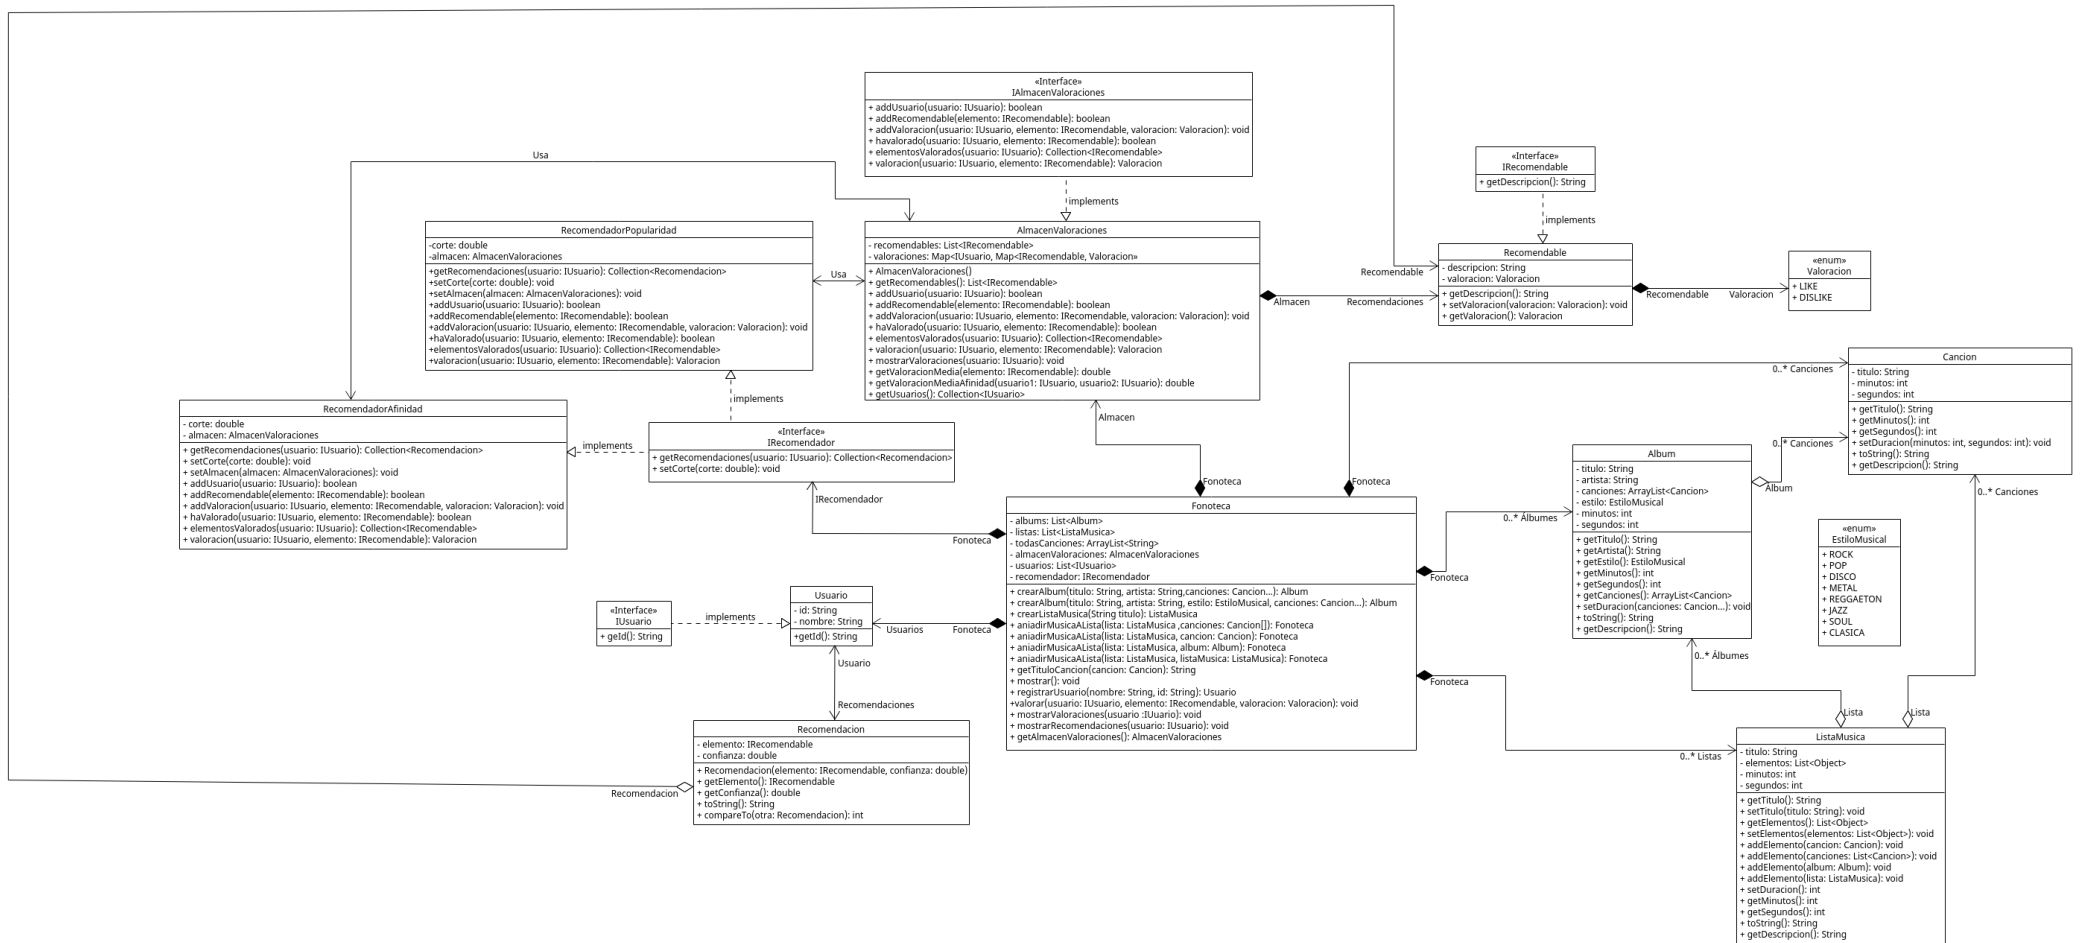 «Interface»
IAlmacenValoraciones
+ addUsuario(usuario: IUsuario): boolean
+ addRecomendable(elemento: IRecomendable): boolean
+ addValoracion(usuario: IUsuario, elemento: IRecomendable, valoracion: Valoracion): void
+ havalorado(usuario: IUsuario, elemento: IRecomendable): boolean
+ elementosValorados(usuario: IUsuario): Collection<IRecomendable>
+ valoracion(usuario: IUsuario, elemento: IRecomendable): Valoracion
implements
«Interface»
IRecomendable
+ getDescripcion(): String
implements
Usa
RecomendadorPopularidad
-corte: double
-almacen: AlmacenValoraciones
+getRecomendaciones(usuario: IUsuario): Collection<Recomendacion>
+setCorte(corte: double): void
+setAlmacen(almacen: AlmacenValoraciones): void
+addUsuario(usuario: IUsuario): boolean
+addRecomendable(elemento: IRecomendable): boolean
+addValoracion(usuario: IUsuario, elemento: IRecomendable, valoracion: Valoracion): void
+haValorado(usuario: IUsuario, elemento: IRecomendable): boolean
+elementosValorados(usuario: IUsuario): Collection<IRecomendable>
+valoracion(usuario: IUsuario, elemento: IRecomendable): Valoracion
implements
Usa
AlmacenValoraciones
- recomendables: List<IRecomendable>
- valoraciones: Map<IUsuario, Map<IRecomendable, Valoracion>>
+ AlmacenValoraciones()
+ getRecomendables(): List<IRecomendable>
+ addUsuario(usuario: IUsuario): boolean
+ addRecomendable(elemento: IRecomendable): boolean
+ addValoracion(usuario: IUsuario, elemento: IRecomendable, valoracion: Valoracion): void
+ haValorado(usuario: IUsuario, elemento: IRecomendable): boolean
+ elementosValorados(usuario: IUsuario): Collection<IRecomendable>
+ valoracion(usuario: IUsuario, elemento: IRecomendable): Valoracion
+ mostrarValoraciones(usuario: IUsuario): void
+ getValoracionMedia(elemento: IRecomendable): double
+ getValoracionMediaAfinidad(usuario1: IUsuario, usuario2: IUsuario): double
+ getUsuarios(): Collection<IUsuario>
Almacen
Recomendaciones
Recomendable
Recomendable
- descripcion: String
- valoracion: Valoracion
+ getDescripcion(): String
+ setValoracion(valoracion: Valoracion): void
+ getValoracion(): Valoracion
Recomendable
Valoracion
«enum»
Valoracion
+ LIKE
+ DISLIKE
RecomendadorAfinidad
- corte: double
- almacen: AlmacenValoraciones
+ getRecomendaciones(usuario: IUsuario): Collection<Recomendacion>
+ setCorte(corte: double): void
+ setAlmacen(almacen: AlmacenValoraciones): void
+ addUsuario(usuario: IUsuario): boolean
+ addRecomendable(elemento: IRecomendable): boolean
+ addValoracion(usuario: IUsuario, elemento: IRecomendable, valoracion: Valoracion): void
+ haValorado(usuario: IUsuario, elemento: IRecomendable): boolean
+ elementosValorados(usuario: IUsuario): Collection<IRecomendable>
+ valoracion(usuario: IUsuario, elemento: IRecomendable): Valoracion
implements
«Interface»
IRecomendador
+ getRecomendaciones(usuario: IUsuario): Collection<Recomendacion>
+ setCorte(corte: double): void
IRecomendador
Fonoteca
Almacen
Fonoteca
Fonoteca
0..* Canciones
Cancion
- titulo: String
- minutos: int
- segundos: int
+ getTitulo(): String
+ getMinutos(): int
+ getSegundos(): int
+ setDuracion(minutos: int, segundos: int): void
+ toString(): String
+ getDescripcion(): String
Fonoteca
- albums: List<Album>
- listas: List<ListaMusica>
- todasCanciones: ArrayList<String>
- almacenValoraciones: AlmacenValoraciones
- usuarios: List<IUsuario>
- recomendador: IRecomendador
+ crearAlbum(titulo: String, artista: String,canciones: Cancion...): Album
+ crearAlbum(titulo: String, artista: String, estilo: EstiloMusical, canciones: Cancion...): Album
+ crearListaMusica(String titulo): ListaMusica
+ aniadirMusicaALista(lista: ListaMusica ,canciones: Cancion[]): Fonoteca
+ aniadirMusicaALista(lista: ListaMusica, cancion: Cancion): Fonoteca
+ aniadirMusicaALista(lista: ListaMusica, album: Album): Fonoteca
+ aniadirMusicaALista(lista: ListaMusica, listaMusica: ListaMusica): Fonoteca
+ getTituloCancion(cancion: Cancion): String
+ mostrar(): void
+ registrarUsuario(nombre: String, id: String): Usuario
+valorar(usuario: IUsuario, elemento: IRecomendable, valoracion: Valoracion): void
+ mostrarValoraciones(usuario :IUuario): void
+ mostrarRecomendaciones(usuario: IUsuario): void
+ getAlmacenValoraciones(): AlmacenValoraciones
Fonoteca
0..* Álbumes
Album
- titulo: String
- artista: String
- canciones: ArrayList<Cancion>
- estilo: EstiloMusical
- minutos: int
- segundos: int
+ getTitulo(): String
+ getArtista(): String
+ getEstilo(): EstiloMusical
+ getMinutos(): int
+ getSegundos(): int
+ getCanciones(): ArrayList<Cancion>
+ setDuracion(canciones: Cancion...): void
+ toString(): String
+ getDescripcion(): String
Álbum
0..* Canciones
0..* Canciones
«enum»
EstiloMusical
+ ROCK
+ POP
+ DISCO
+ METAL
+ REGGAETON
+ JAZZ
+ SOUL
+ CLASICA
«Interface»
IUsuario
+ geId(): String
implements
Usuario
- id: String
- nombre: String
+getId(): String
Usuarios
Fonoteca
Usuario
Recomendaciones
Recomendacion
- elemento: IRecomendable
- confianza: double
+ Recomendacion(elemento: IRecomendable, confianza: double)
+ getElemento(): IRecomendable
+ getConfianza(): double
+ toString(): String
+ compareTo(otra: Recomendacion): int
Recomendacion
Fonoteca
0..* Listas
0..* Álbumes
Lista
Lista
ListaMusica
- titulo: String
- elementos: List<Object>
- minutos: int
- segundos: int
+ getTitulo(): String
+ setTitulo(titulo: String): void
+ getElementos(): List<Object>
+ setElementos(elementos: List<Object>): void
+ addElemento(cancion: Cancion): void
+ addElemento(canciones: List<Cancion>): void
+ addElemento(album: Album): void
+ addElemento(lista: ListaMusica): void
+ setDuracion(): int
+ getMinutos(): int
+ getSegundos(): int
+ toString(): String
+ getDescripcion(): String